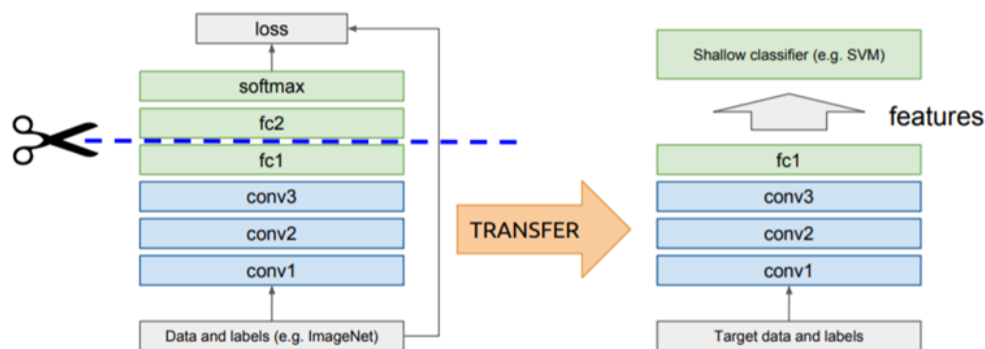 loss
softmax
fc2
fc1
conv3
conv2
conv1
Data and labels (e.g. ImageNet)
TRANSFER
Shallow classifier (e.g. SVM)
features
fc1
conv3
conv2
conv1
Target data and labels